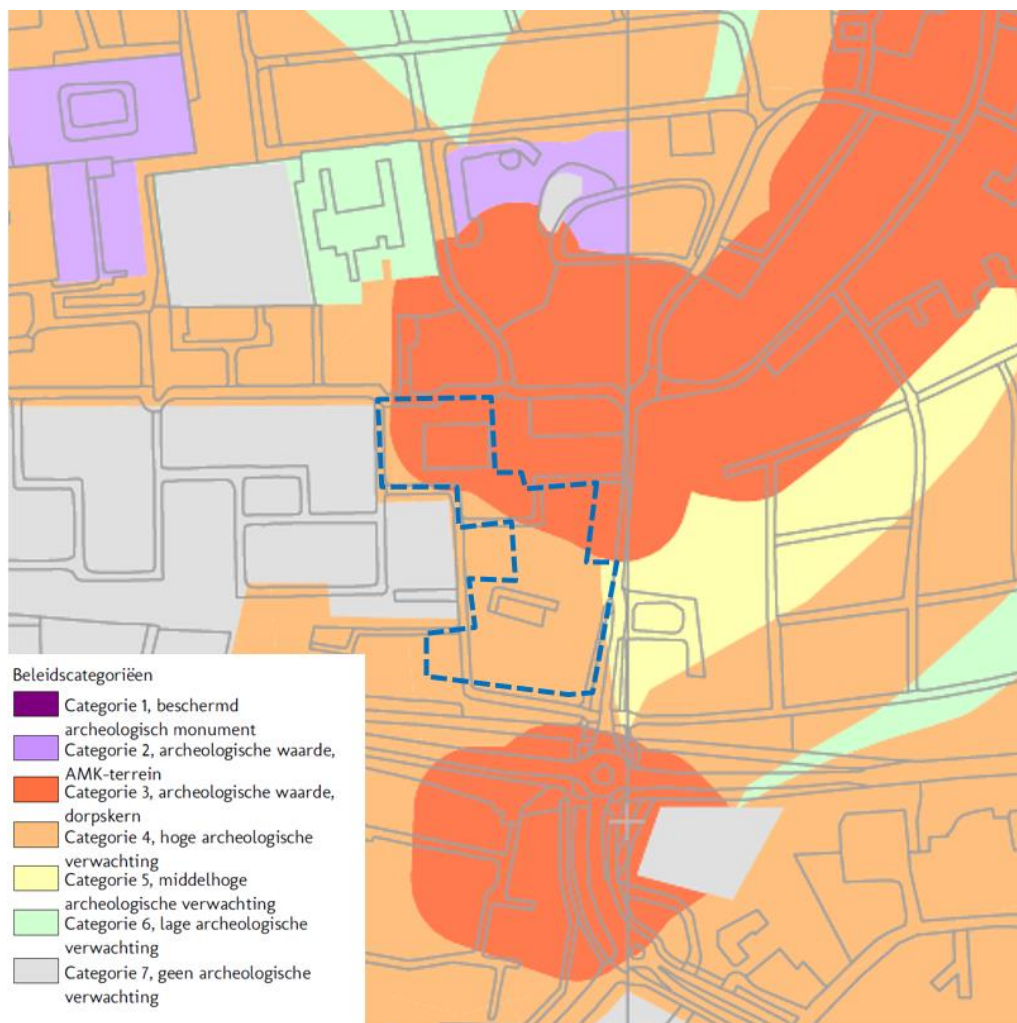 Beleidscategoriëen
Categorie 1, beschermd
archeologisch monument
Categorie 2, archeologische waarde,
AMK-terrein
Categorie 3, archeologische waarde,
dorpskern
Categorie 4, hoge archeologische
verwachting
Categorie 5, middelhoge
archeologische verwachting
Categorie 6, lage archeologische
verwachting
Categorie 7, geen archeologische
verwachting